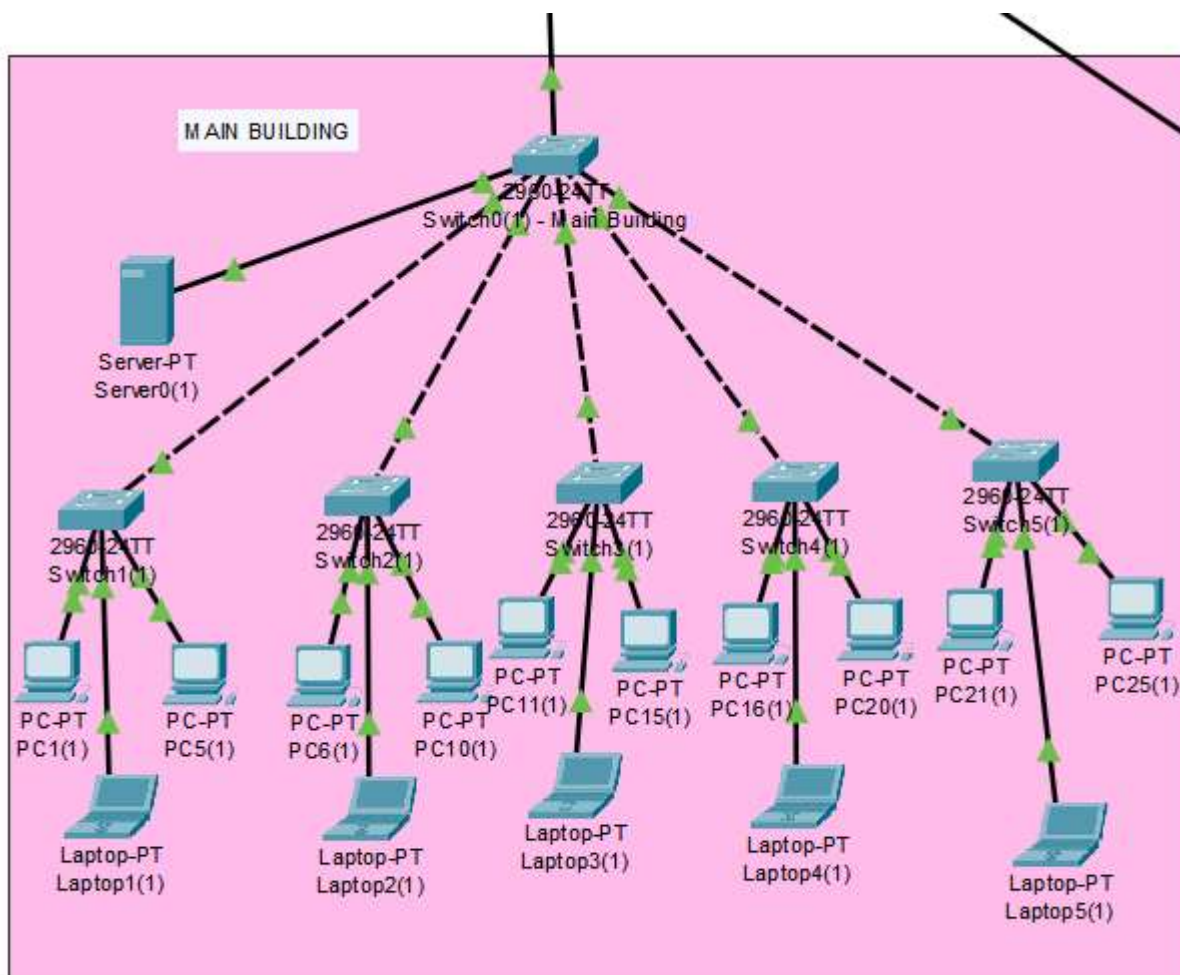 MAIN BUILDING
2960-24TT
Switch0(1) - Main Building
Server-PT
Server0(1)
2960-24TT
Switch1(1)
2960-24TT
Switch2(1)
2960-24TT
Switch3(1)
2960-24TT
Switch4(1)
2960-24TT
Switch5(1)
PC-PT
PC1(1)
PC-PT
PC5(1)
PC-PT
PC6(1)
PC-PT
PC10(1)
PC-PT
PC11(1)
PC-PT
PC15(1)
PC-PT
PC16(1)
PC-PT
PC20(1)
PC-PT
PC21(1)
PC-PT
PC25(1)
Laptop-PT
Laptop1(1)
Laptop-PT
Laptop2(1)
Laptop-PT
Laptop3(1)
Laptop-PT
Laptop4(1)
Laptop-PT
Laptop5(1)